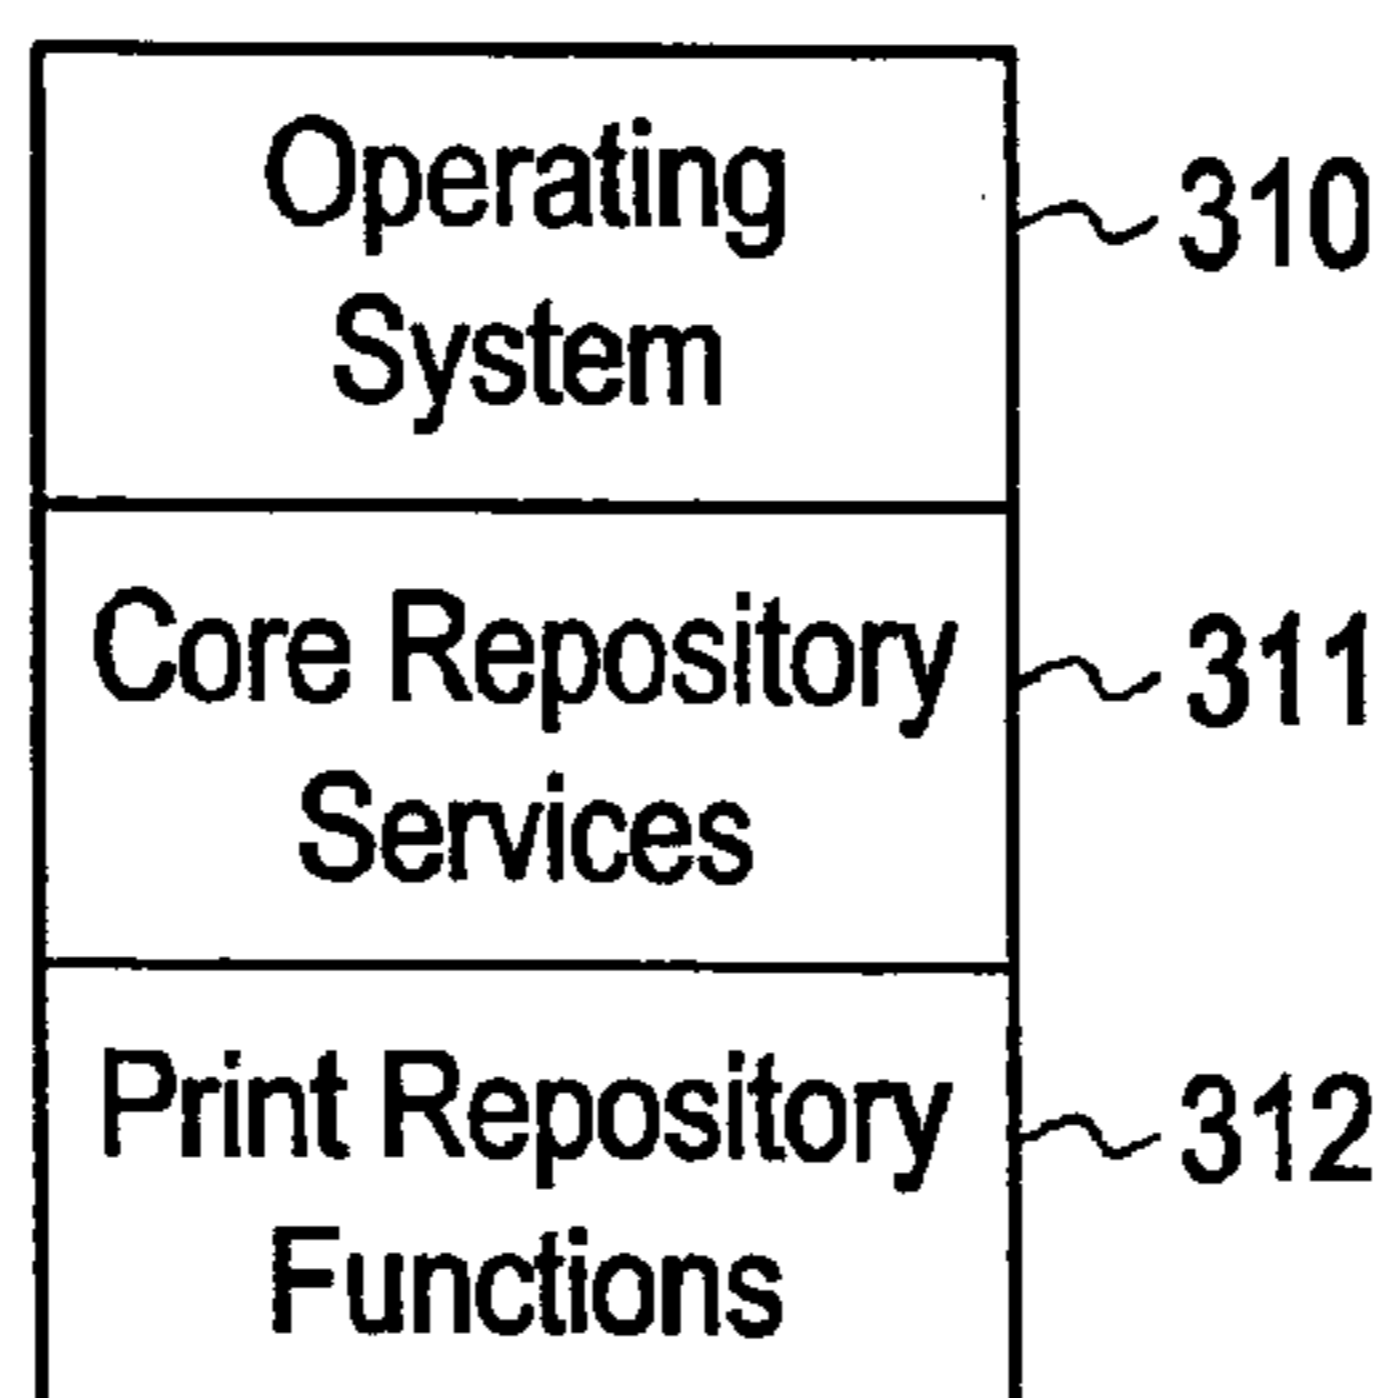 Operating
System
310
Core Repository
Services
311
Print Repository
Functions
312